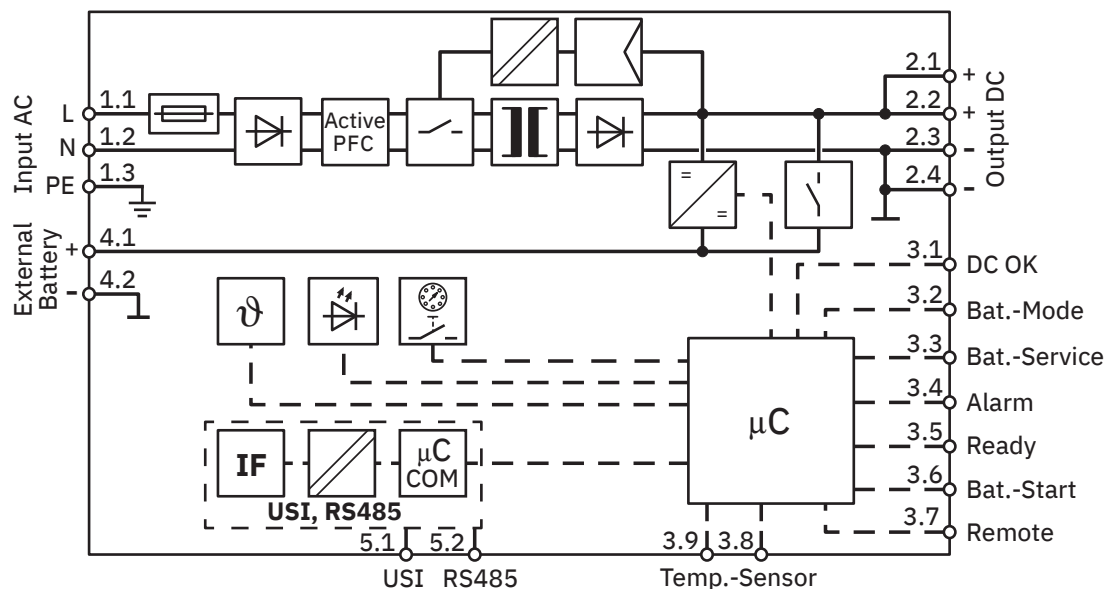 Input AC
L
1.1
N
1.2
PE
1.3
Active
PFC
2.1
+
2.2
+
2.3
-
2.4
-
Output DC
=
=
External
Battery
+
4.1
-
4.2
ϑ
3.1
DC OK
3.2
Bat.-Mode
3.3
Bat.-Service
3.4
Alarm
3.5
Ready
3.6
Bat.-Start
3.7
Remote
µC
IF
µC
COM
USI, RS485
5.1
5.2
3.9
3.8
USI
RS485
Temp.-Sensor